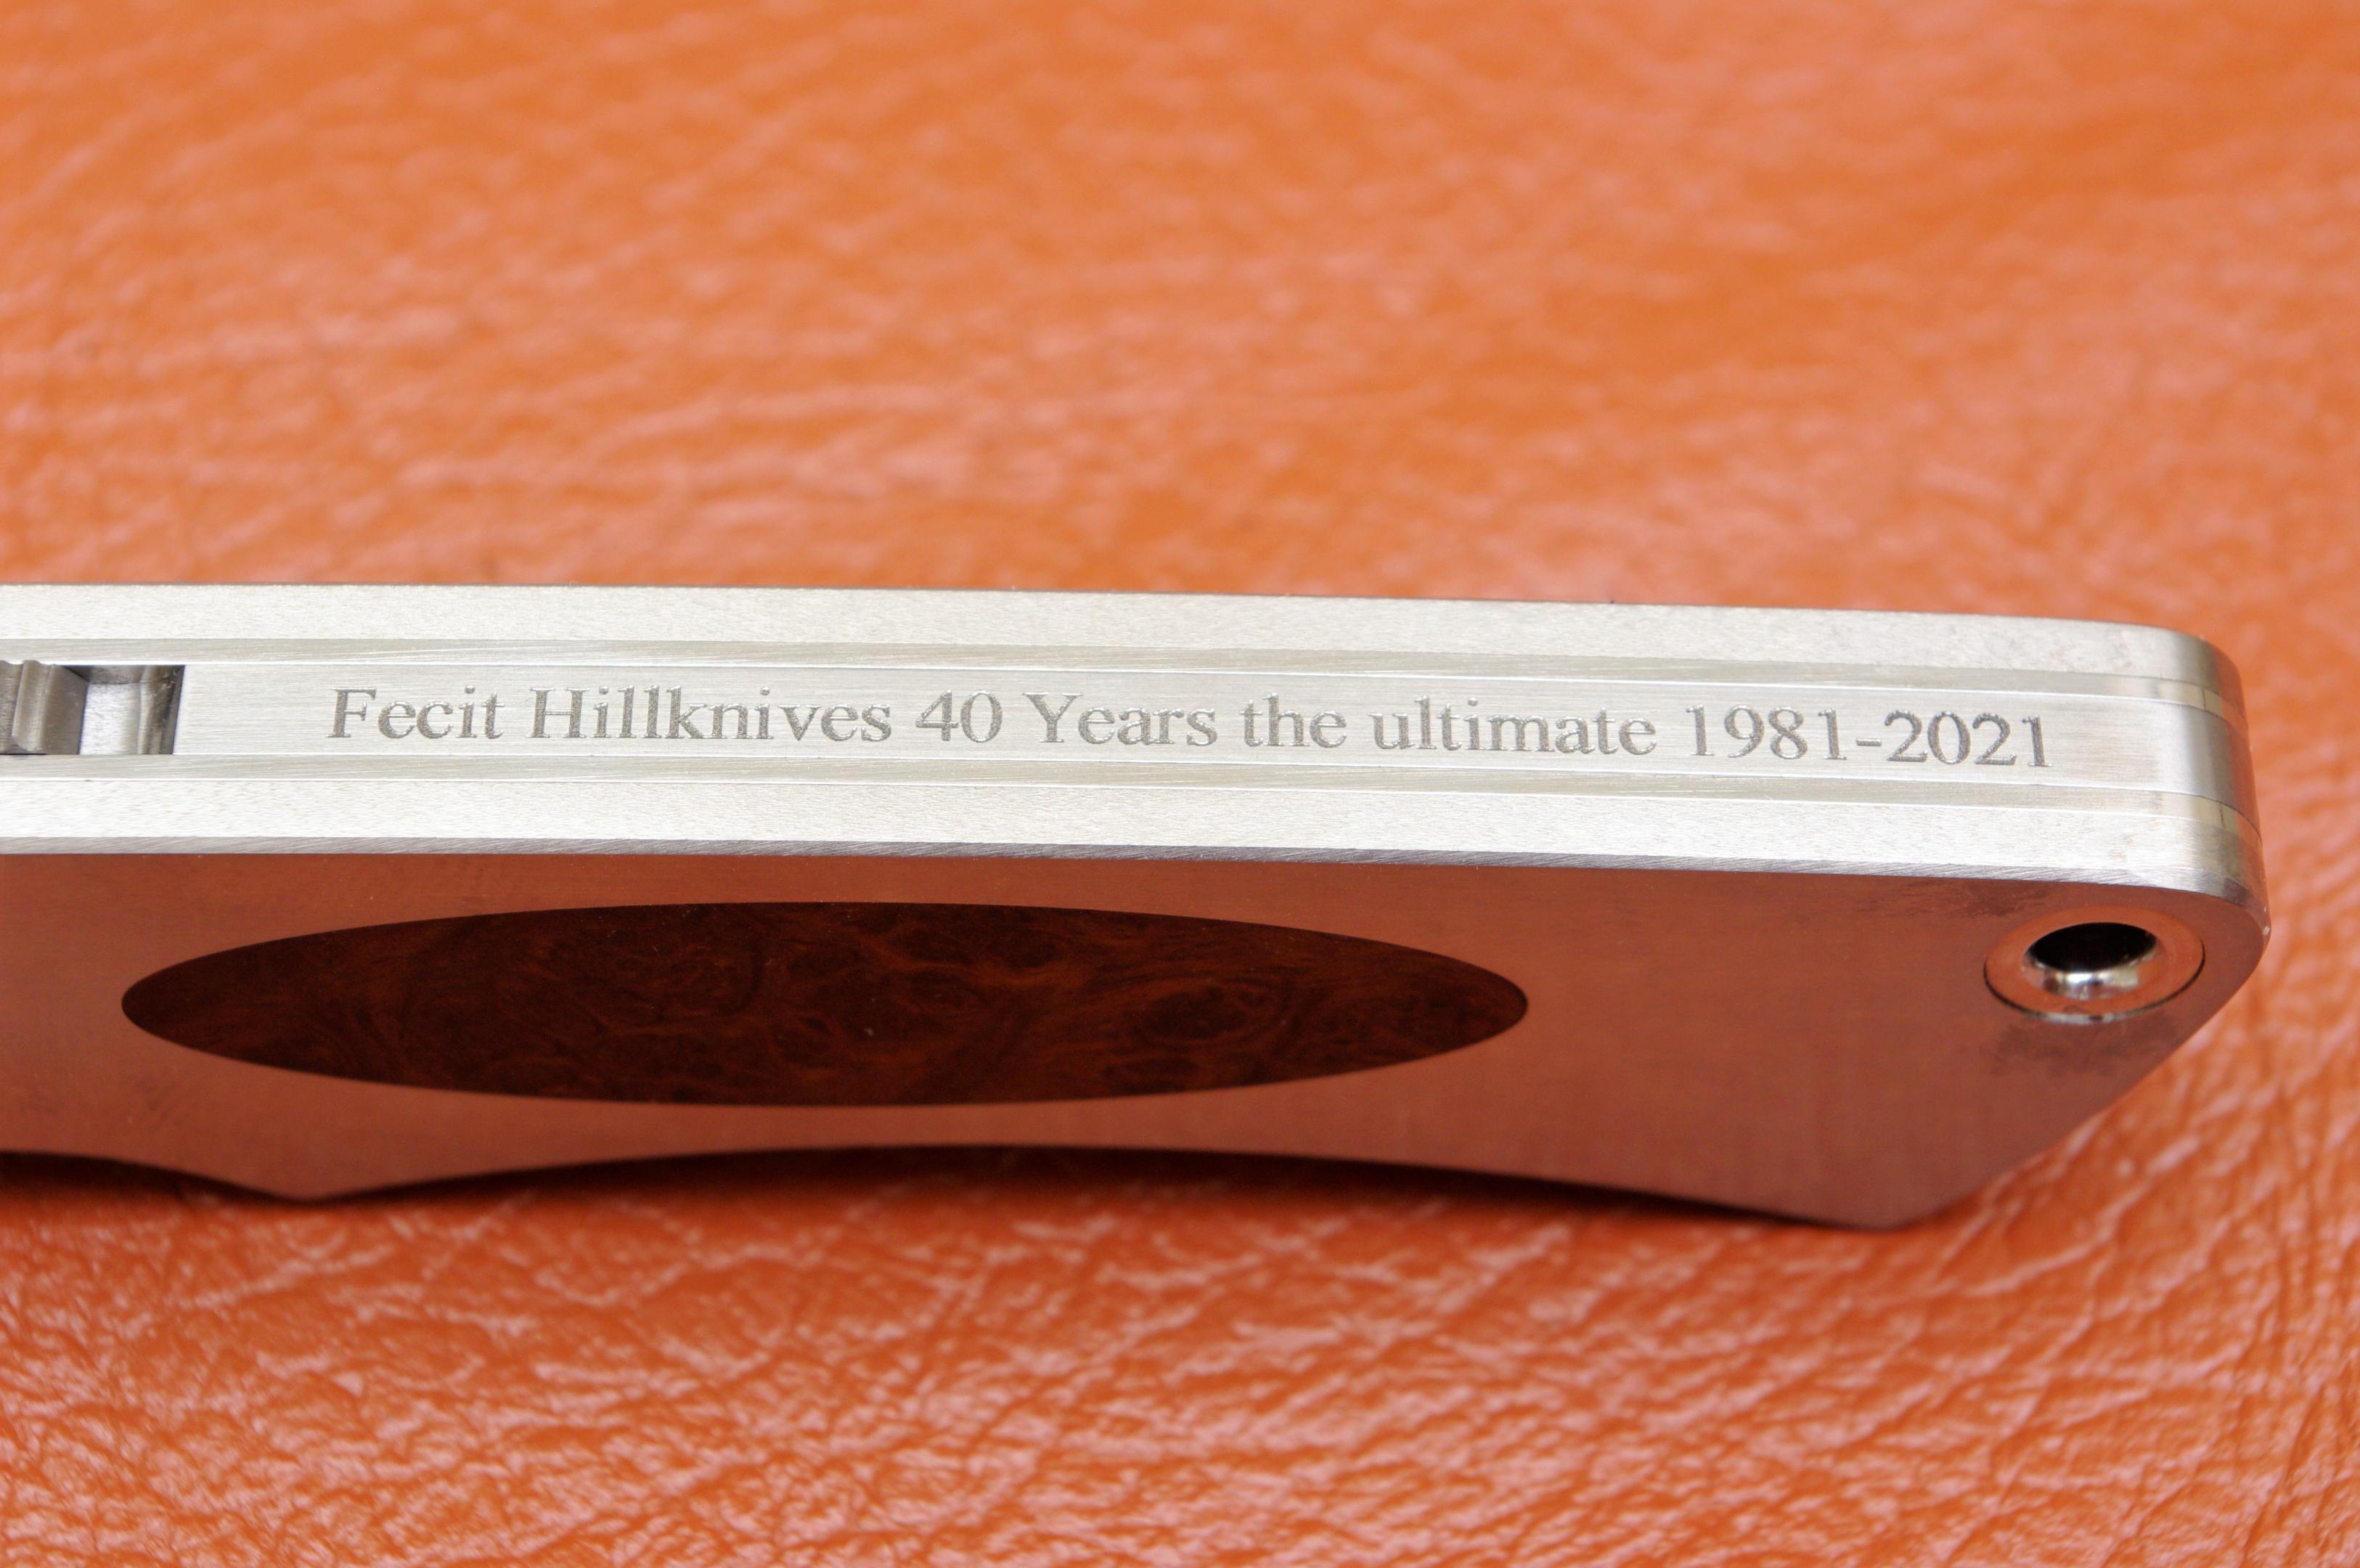 Fecit Hillknives 40 Years the ultimate 1981-2021